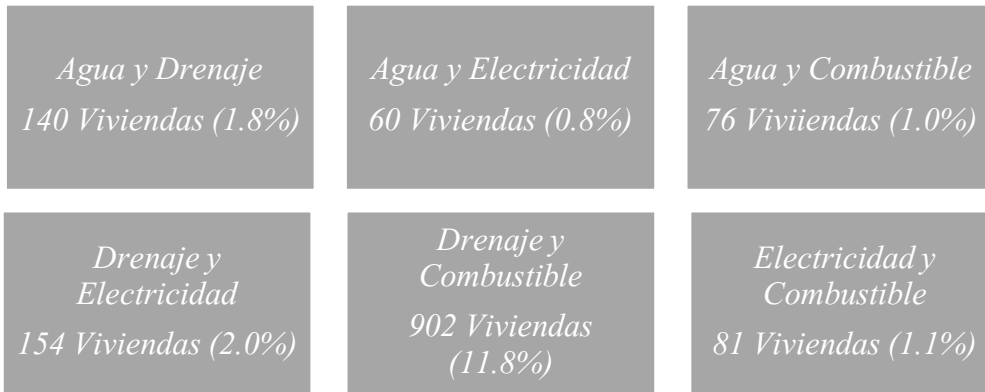 Agua y Drenaje
140 Viviendas (1.8%)
Agua y Electricidad
60 Viviendas (0.8%)
Agua y Combustible
76 Viviiendas (1.0%)
Drenaje y
Electricidad
154 Viviendas (2.0%)
Drenaje y
Combustible
902 Viviendas
(11.8%)
Electricidad y
Combustible
81 Viviendas (1.1%)